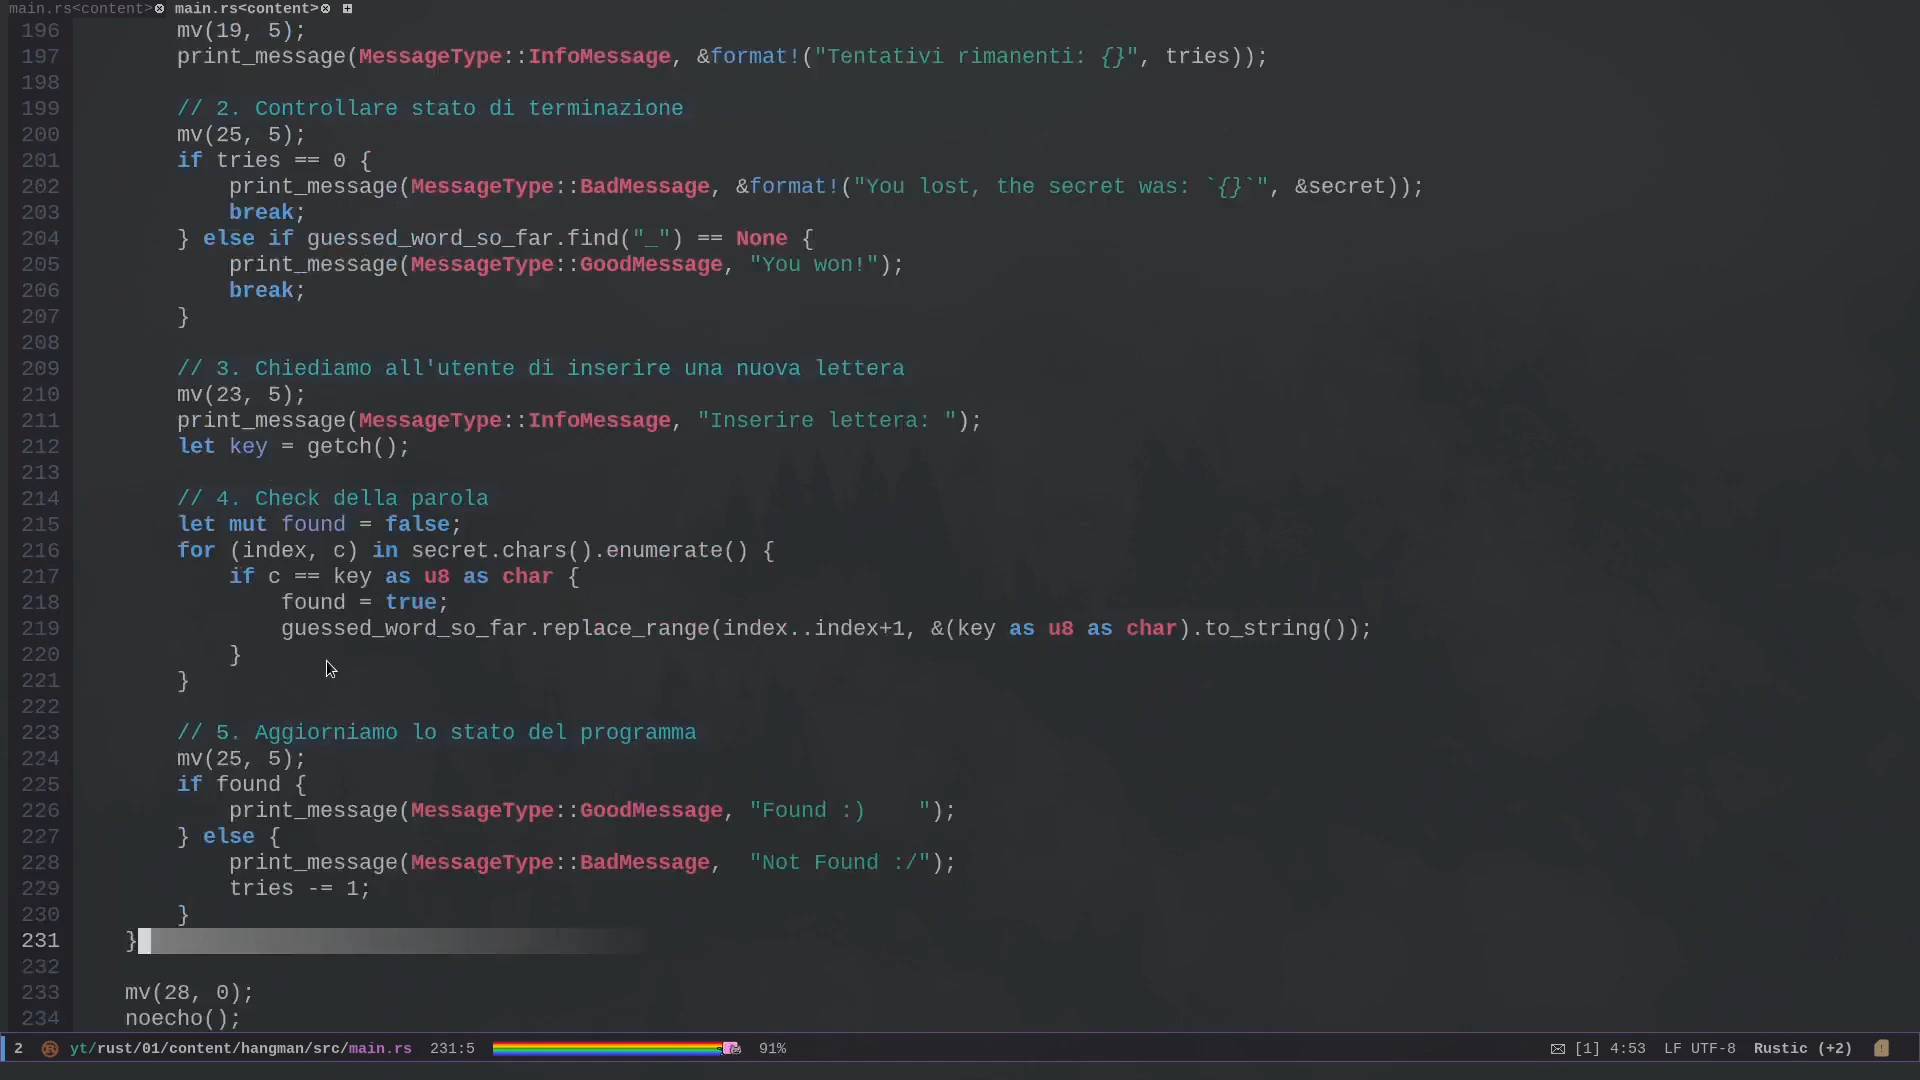 main.rs<content> main.rs<content>
196 mv(19, 5);
197 print_message(MessageType::InfoMessage, &format!("Tentativi rimanenti: {}", tries));
198
199 // 2. Controllare stato di terminazione
200 mv(25, 5);
201 if tries == 0 {
202 print_message(MessageType::BadMessage, &format!("You lost, the secret was: `{}`", &secret));
203 break;
204 } else if guessed_word_so_far.find("_") == None {
205 print_message(MessageType::GoodMessage, "You won!");
206 break;
207 }
208
209 // 3. Chiediamo all'utente di inserire una nuova lettera
210 mv(23, 5);
211 print_message(MessageType::InfoMessage, "Inserire lettera: ");
212 let key = getch();
213
214 // 4. Check della parola
215 let mut found = false;
216 for (index, c) in secret.chars().enumerate() {
217 if c == key as u8 as char {
218 found = true;
219 guessed_word_so_far.replace_range(index..index+1, &(key as u8 as char).to_string());
220 }
221 }
222
223 // 5. Aggiorniamo lo stato del programma
224 mv(25, 5);
225 if found {
226 print_message(MessageType::GoodMessage, "Found :)    ");
227 } else {
228 print_message(MessageType::BadMessage,  "Not Found :/");
229 tries -= 1;
230 }
231 }
232
233 mv(28, 0);
234 noecho();
2 yt/rust/01/content/hangman/src/main.rs 231:5 91% [1] 4:53 LF UTF-8 Rustic (+2)